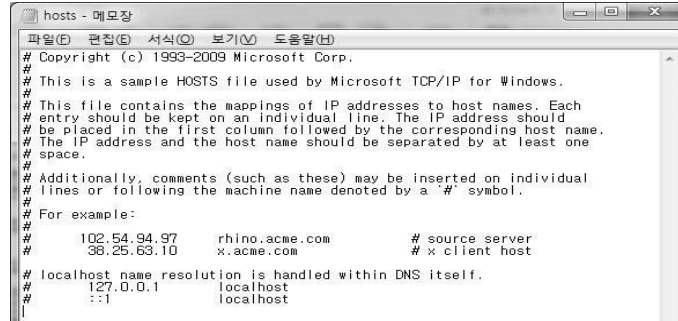 hosts - 메모장
파일(F) 편집(E) 서식(O) 보기(V) 도움말(H)
# Copyright (c) 1993-2009 Microsoft Corp.
#
# This is a sample HOSTS file used by Microsoft TCP/IP for Windows.
#
# This file contains the mappings of IP addresses to host names. Each
# entry should be kept on an individual line. The IP address should
# be placed in the first column followed by the corresponding host name.
# The IP address and the host name should be separated by at least one
# space.
#
# Additionally, comments (such as these) may be inserted on individual
# lines or following the machine name denoted by a '#' symbol.
#
# For example:
#
# 102.54.94.97 rhino.acme.com # source server
# 38.25.63.10 x.acme.com # x client host

# localhost name resolution is handled within DNS itself.
# 127.0.0.1 localhost
# ::1 localhost